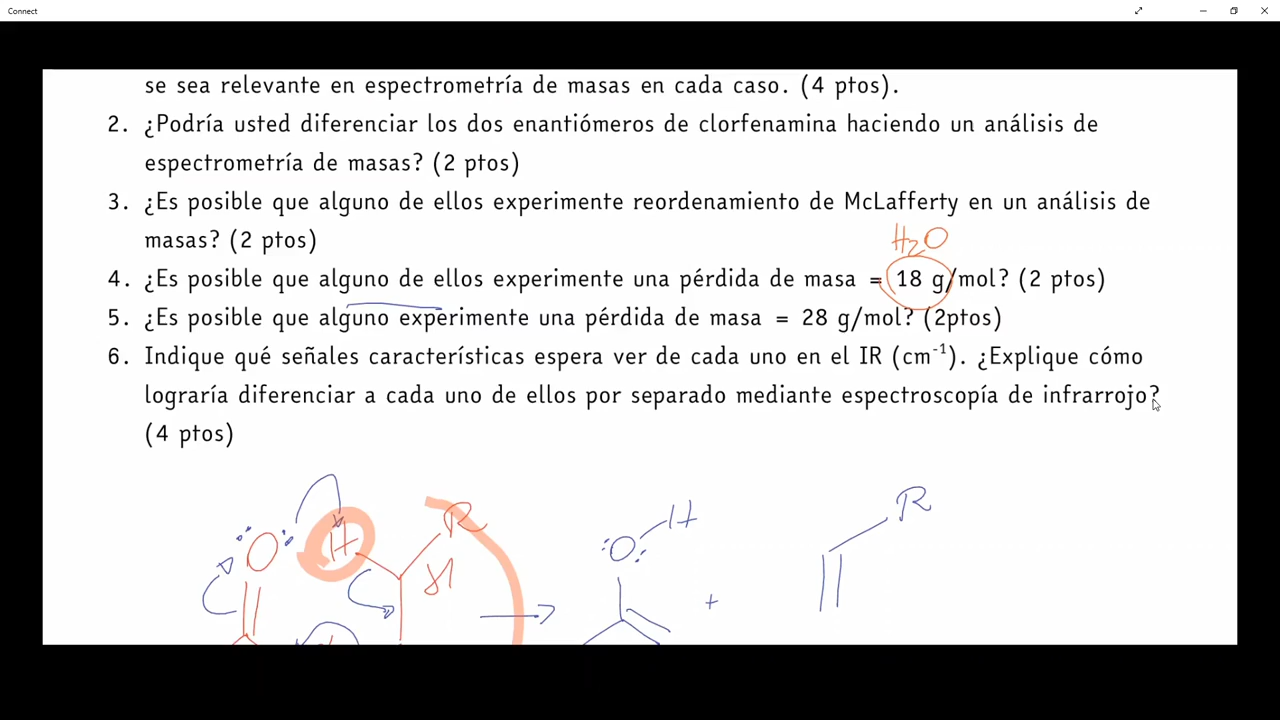 Connect
se sea relevante en espectrometría de masas en cada caso. (4 ptos).
2. ¿Podría usted diferenciar los dos enantiómeros de clorfenamina haciendo un análisis de
espectrometría de masas? (2 ptos)
3. ¿Es posible que alguno de ellos experimente reordenamiento de McLafferty en un análisis de
masas? (2 ptos)
H2O
4. ¿Es posible que alguno de ellos experimente una pérdida de masa = 18 g/mol? (2 ptos)
5. ¿Es posible que alguno experimente una pérdida de masa = 28 g/mol? (2ptos)
6. Indique qué señales características espera ver de cada uno en el IR (cm-1). ¿Explique cómo
lograría diferenciar a cada uno de ellos por separado mediante espectroscopía de infrarrojo?
(4 ptos)
O H R
O H + R